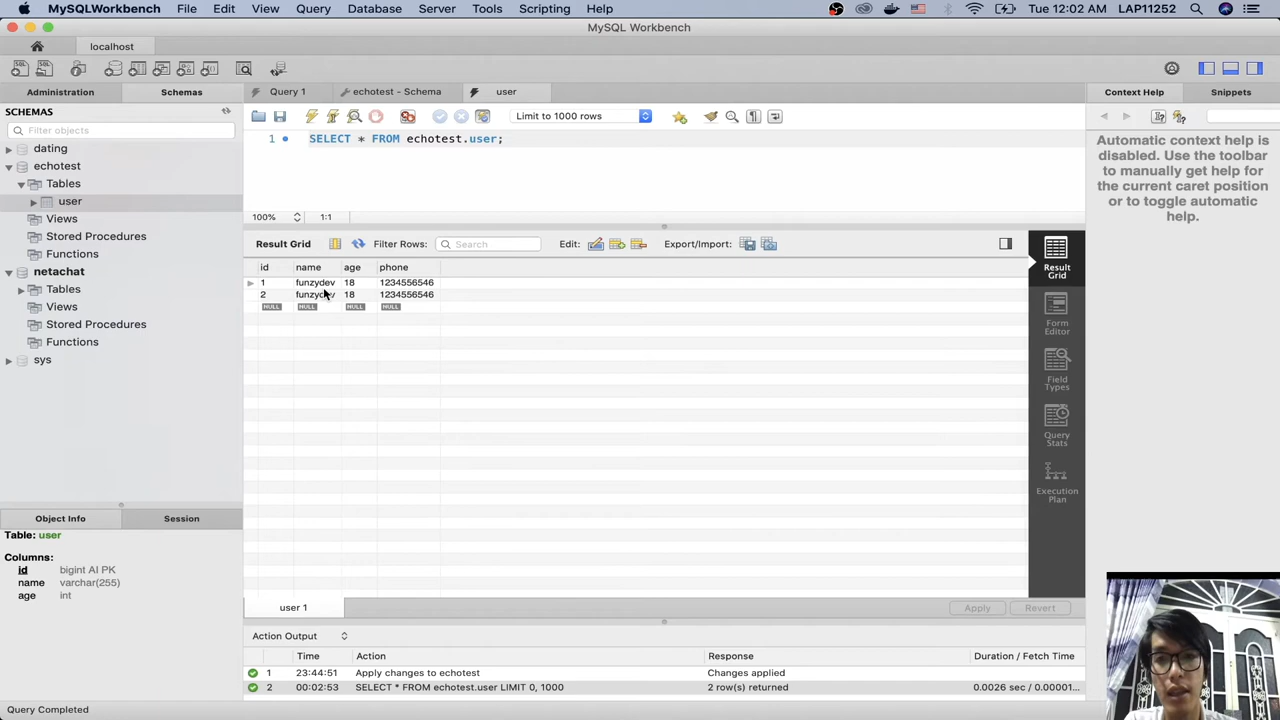 MySQLWorkbench File Edit View Query Database Server Tools Scripting Help Tue 12:02 AM LAP11252
MySQL Workbench
localhost
Administration Schemas
Query 1 echotest - Schema user
Context Help Snippets
SCHEMAS
Filter objects
dating
echotest
Tables
user
Views
Stored Procedures
Functions
netachat
Tables
Views
Stored Procedures
Functions
sys
Limit to 1000 rows
1 SELECT * FROM echotest.user;
100% 1:1
Automatic context help is
disabled. Use the toolbar
to manually get help for
the current caret position
or to toggle automatic
help.
Result Grid Filter Rows: Search Edit: Export/Import:
id name age phone
1 funzydev 18 1234556546
2 funzydev 18 1234556546
NULL NULL NULL NULL
Result
Grid
Form
Editor
Field
Types
Query
Stats
Execution
Plan
Object Info Session
Table: user
Columns:
id bigint AI PK
name varchar(255)
age int
user 1 Apply Revert
Action Output
Time Action Response Duration / Fetch Time
1 23:44:51 Apply changes to echotest Changes applied
2 00:02:53 SELECT * FROM echotest.user LIMIT 0, 1000 2 row(s) returned 0.0026 sec / 0.00001...
Query Completed